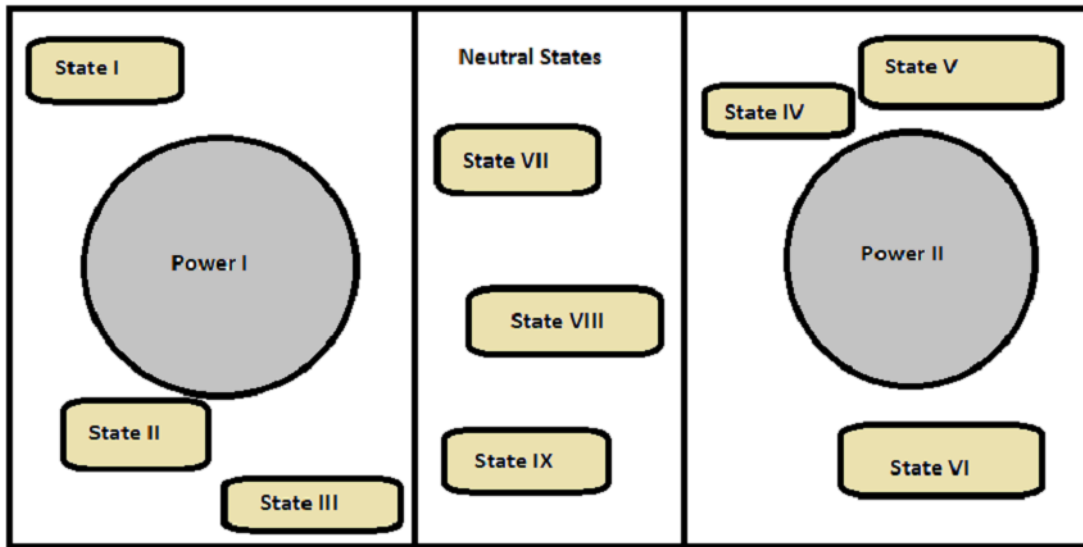 State I
Power I
State II
State III
Neutral States
State VII
State VIII
State IX
State V
State IV
Power II
State VI